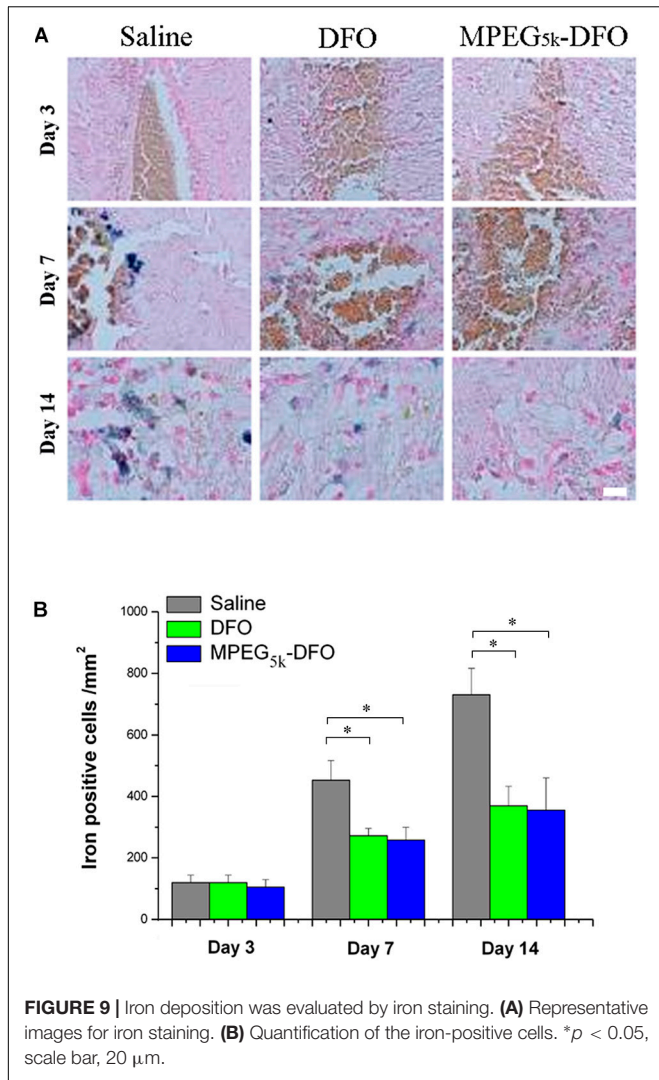 A
Saline DFO MPEG5k-DFO
Day 3
Day 7
Day 14
B
Saline
DFO
MPEG5k-DFO
Iron positive cells /mm²
1000
800
600
400
200
0
* *
* *
Day 3 Day 7 Day 14
FIGURE 9 | Iron deposition was evaluated by iron staining. (A) Representative
images for iron staining. (B) Quantification of the iron-positive cells. *p < 0.05,
scale bar, 20 μm.